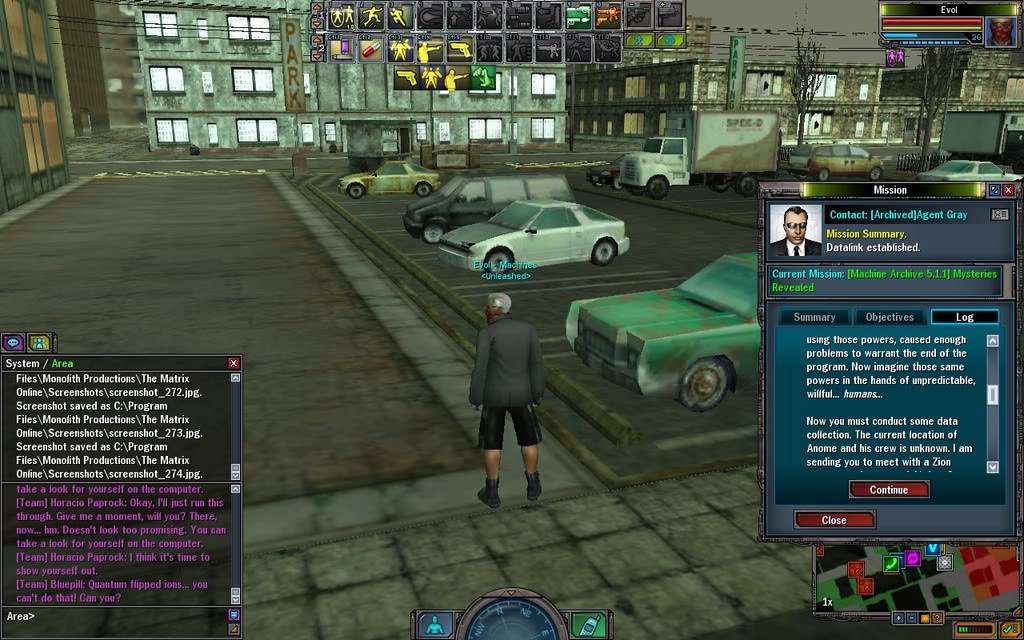 PARK
PARKING
SPEE-D
Evol
26
Evol - Machines
<Unleashed>
Mission
Contact: [Archived]Agent Gray
Mission Summary.
Datalink established.
Current Mission: [Machine Archive 5.1.1] Mysteries
Revealed
Summary
Objectives
Log
using those powers, caused enough
problems to warrant the end of the
program. Now imagine those same
powers in the hands of unpredictable,
willful... humans...
Now you must conduct some data
collection. The current location of
Anome and his crew is unknown. I am
sending you to meet with a Zion
Continue
Close
System / Area
Files\Monolith Productions\The Matrix
Online\Screenshots\screenshot_272.jpg.
Screenshot saved as C:\Program
Files\Monolith Productions\The Matrix
Online\Screenshots\screenshot_273.jpg.
Screenshot saved as C:\Program
Files\Monolith Productions\The Matrix
Online\Screenshots\screenshot_274.jpg.
take a look for yourself on the computer.
[Team] Horacio Paprock: Okay, I'll just run this
through. Give me a moment, will you? There,
now... hm. Doesn't look too promising. You can
take a look for yourself on the computer.
[Team] Horacio Paprock: I think it's time to
show yourself out.
[Team] Bluepill: Quantum flipped ions... you
can't do that! Can you?
Area>
NW
N
NE
E
1x